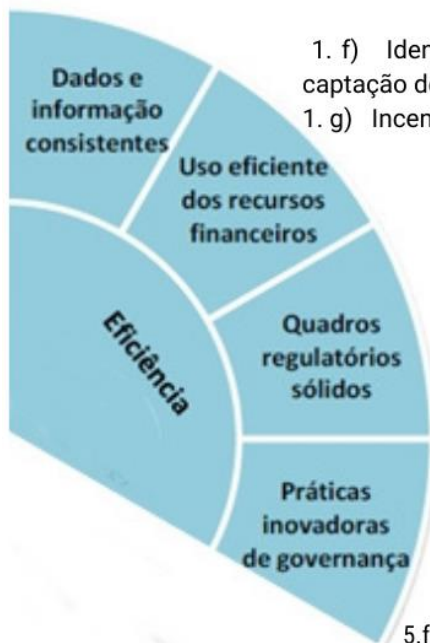 1. f) Iden
captação d
1. g) Incen
Dados e
informação
consistentes
Uso eficiente
dos recursos
financeiros
Eficiência
Quadros
regulatórios
sólidos
Práticas
inovadoras
de governança
5.f